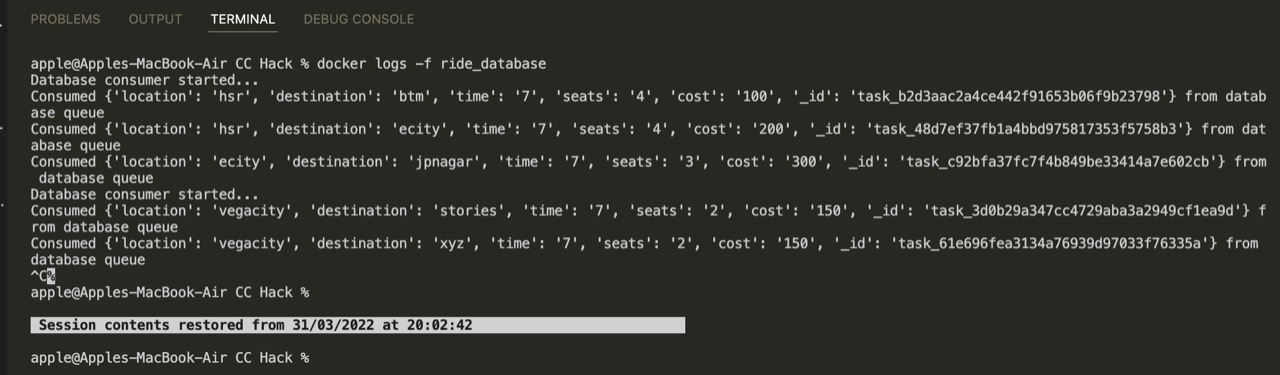 PROBLEMS OUTPUT TERMINAL DEBUG CONSOLE
apple@Apples-MacBook-Air CC Hack % docker logs -f ride_database
Database consumer started...
Consumed {'location': 'hsr', 'destination': 'btm', 'time': '7', 'seats': '4', 'cost': '100', '_id': 'task_b2d3aac2a4ce442f91653b06f9b23798'} from datab
ase queue
Consumed {'location': 'hsr', 'destination': 'ecity', 'time': '7', 'seats': '4', 'cost': '200', '_id': 'task_48d7ef37fb1a4bbd975817353f5758b3'} from dat
abase queue
Consumed {'location': 'ecity', 'destination': 'jpnagar', 'time': '7', 'seats': '3', 'cost': '300', '_id': 'task_c92bfa37fc7f4b849be33414a7e602cb'} from
 database queue
Database consumer started...
Consumed {'location': 'vegacity', 'destination': 'stories', 'time': '7', 'seats': '2', 'cost': '150', '_id': 'task_3d0b29a347cc4729aba3a2949cf1ea9d'} f
rom database queue
Consumed {'location': 'vegacity', 'destination': 'xyz', 'time': '7', 'seats': '2', 'cost': '150', '_id': 'task_61e696fea3134a76939d97033f76335a'} from
database queue
^C%
apple@Apples-MacBook-Air CC Hack %
Session contents restored from 31/03/2022 at 20:02:42
apple@Apples-MacBook-Air CC Hack %